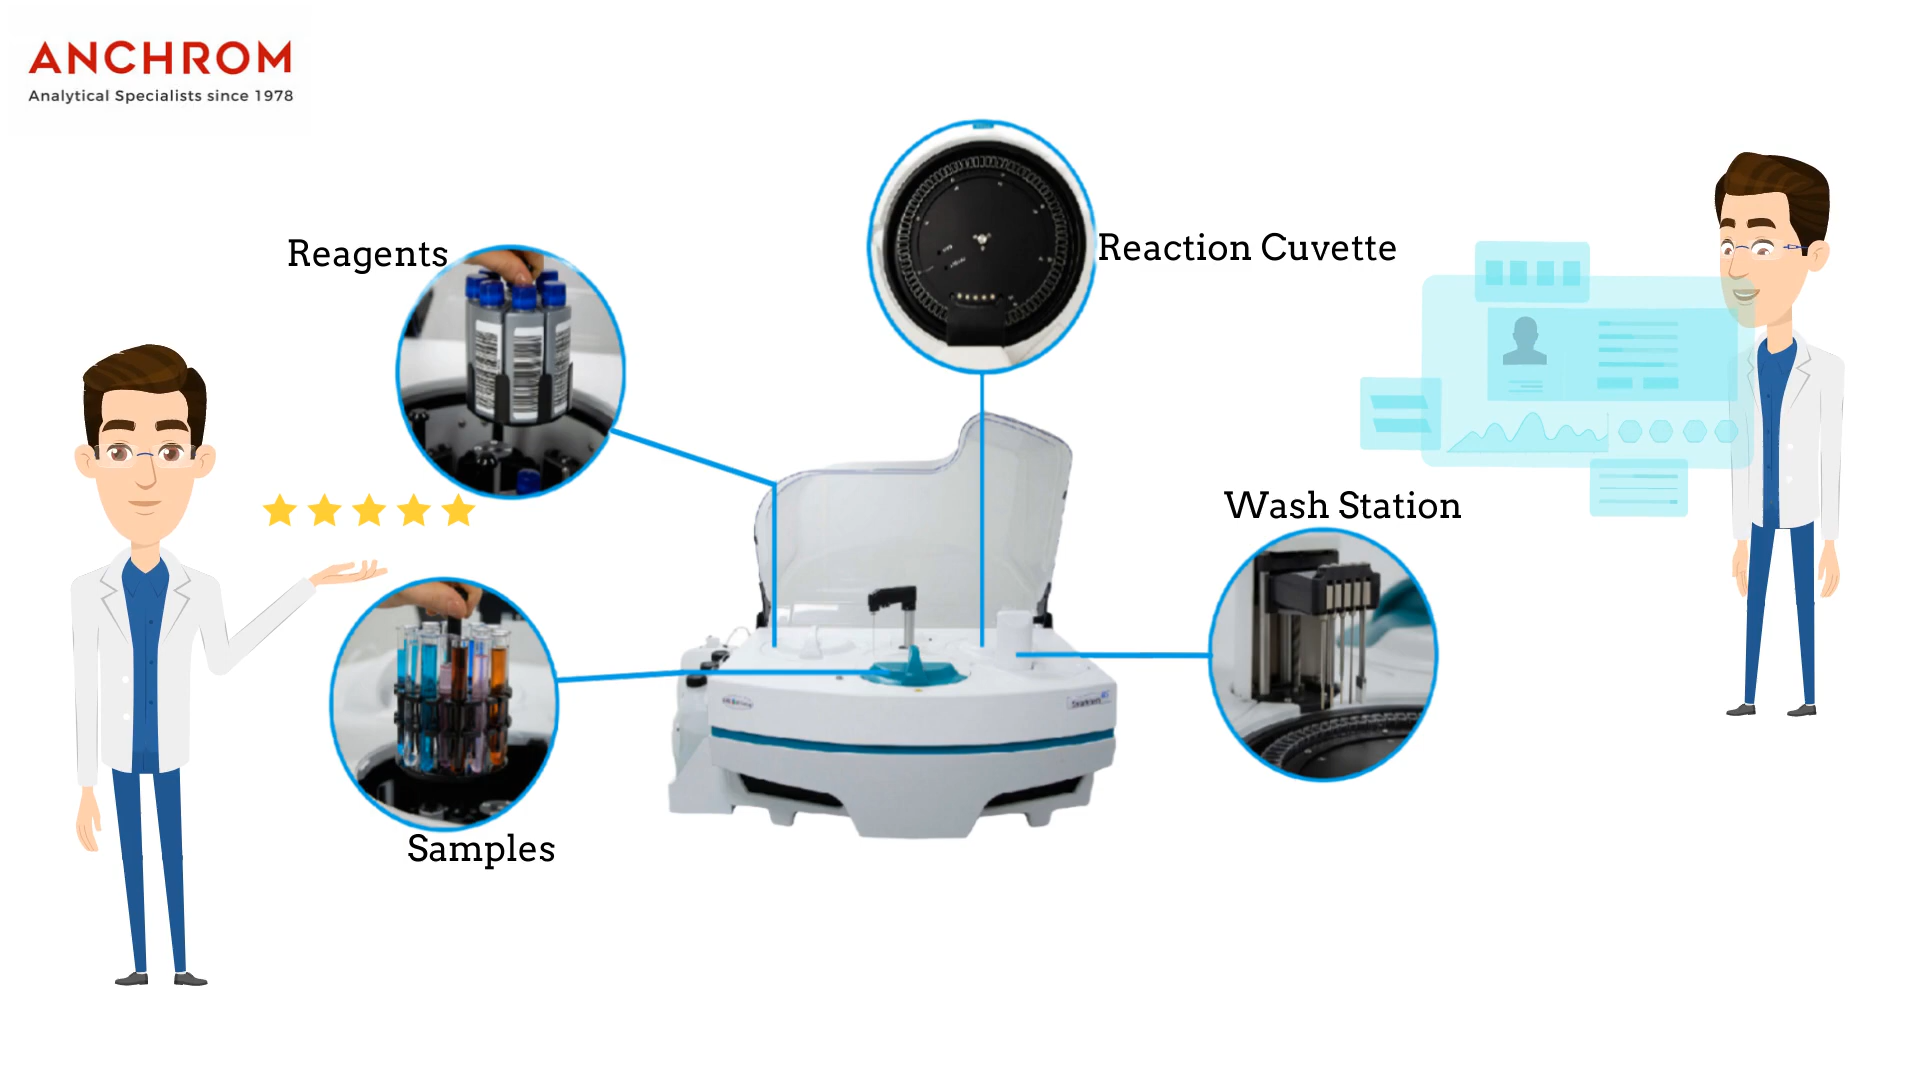 ANCHROM
Analytical Specialists since 1978
Reagents
Reaction Cuvette
Wash Station
Samples